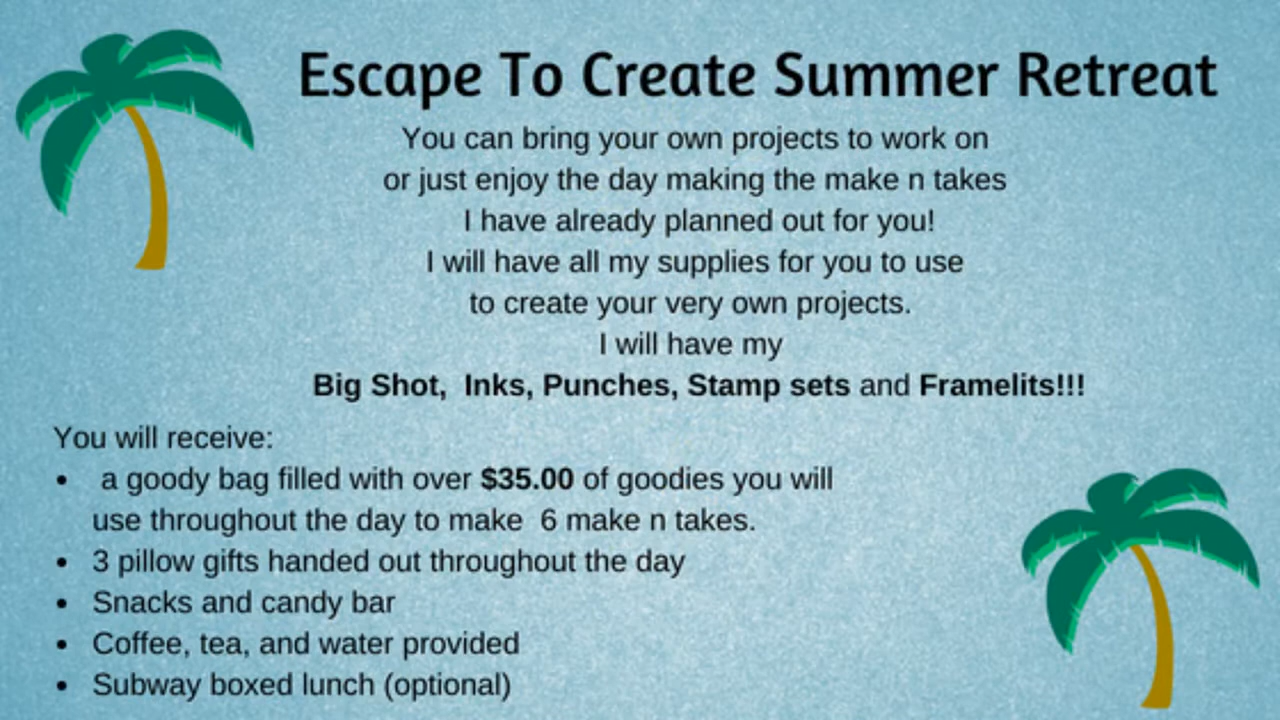 Escape To Create Summer Retreat
You can bring your own projects to work on
or just enjoy the day making the make n takes
I have already planned out for you!
I will have all my supplies for you to use
to create your very own projects.
I will have my
Big Shot,  Inks, Punches, Stamp sets and Framelits!!!
You will receive:
•  a goody bag filled with over $35.00 of goodies you will
use throughout the day to make  6 make n takes.
• 3 pillow gifts handed out throughout the day
• Snacks and candy bar
• Coffee, tea, and water provided
• Subway boxed lunch (optional)